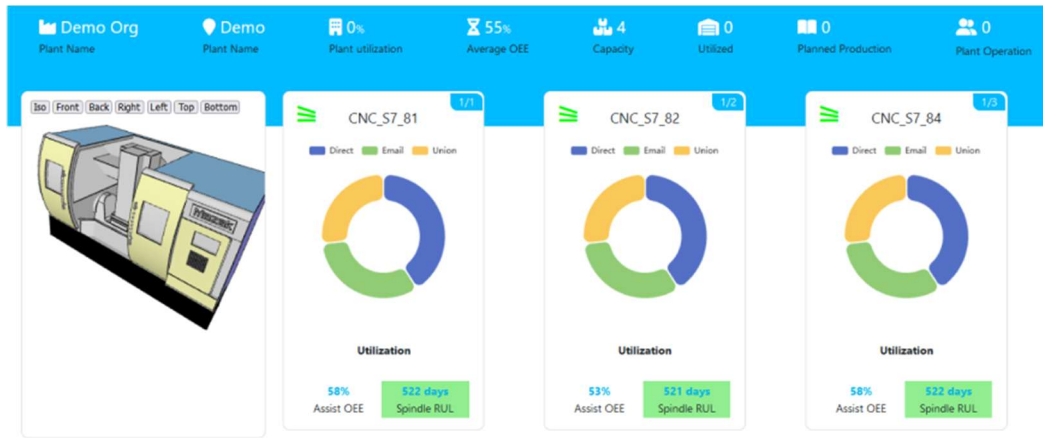 Demo Org
Plant Name
Demo
Plant Name
0%
Plant utilization
55%
Average OEE
4
Capacity
0
Utilized
0
Planned Production
0
Plant Operation
Iso Front Back Right Left Top Bottom
Mazak
1/1
CNC_S7_81
Direct Email Union
Utilization
58%
Assist OEE
522 days
Spindle RUL
1/2
CNC_S7_82
Direct Email Union
Utilization
53%
Assist OEE
521 days
Spindle RUL
1/3
CNC_S7_84
Direct Email Union
Utilization
58%
Assist OEE
522 days
Spindle RUL